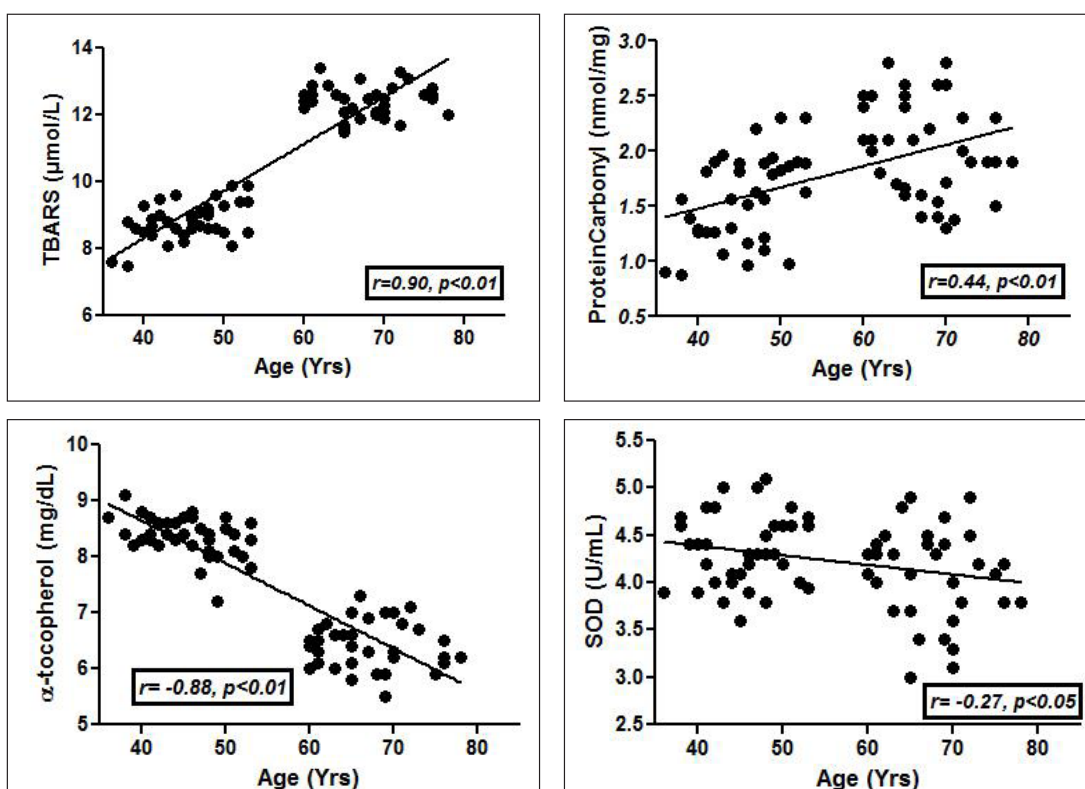 TBARS (µmol/L)
14
12
10
8
6
r=0.90, p<0.01
40 50 60 70 80
Age (Yrs)
ProteinCarbonyl (nmol/mg)
3.0
2.5
2.0
1.5
1.0
0.5
r=0.44, p<0.01
40 50 60 70 80
Age (Yrs)
α-tocopherol (mg/dL)
10
9
8
7
6
5
r= -0.88, p<0.01
40 50 60 70 80
Age (Yrs)
SOD (U/mL)
5.5
5.0
4.5
4.0
3.5
3.0
2.5
r= -0.27, p<0.05
40 50 60 70 80
Age (Yrs)